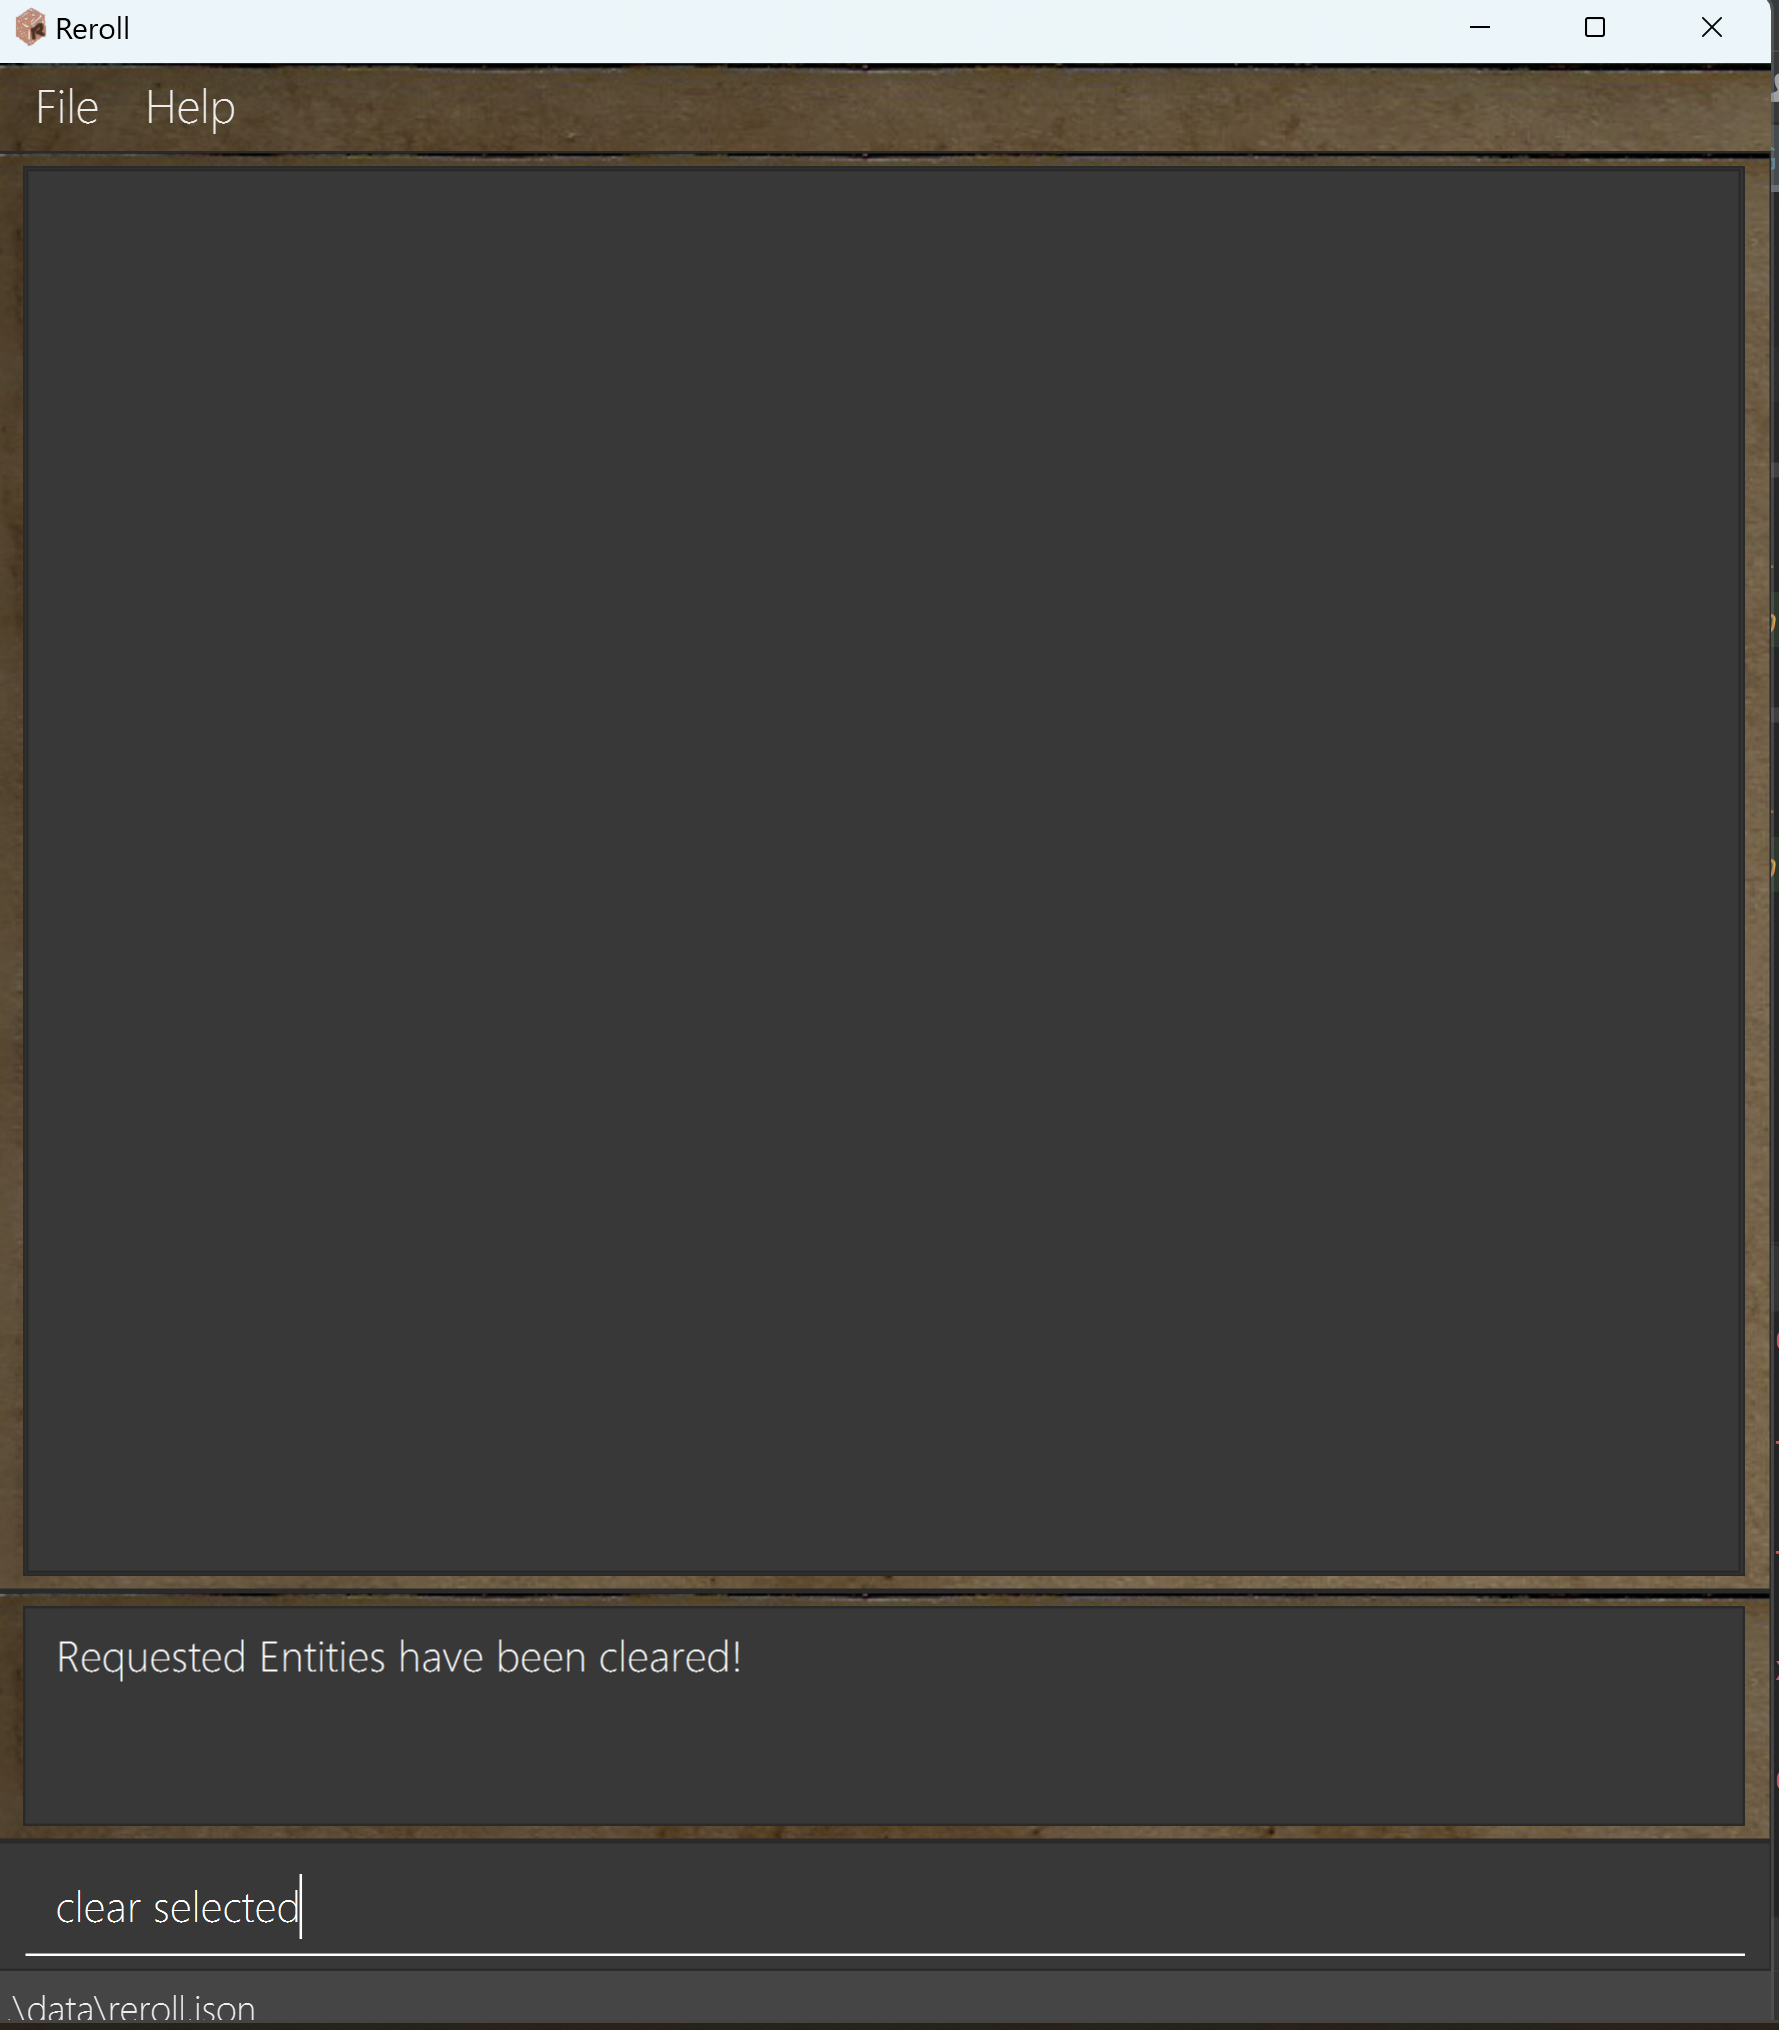 Reroll
File Help
Requested Entities have been cleared!
clear selected
.\data\reroll.json